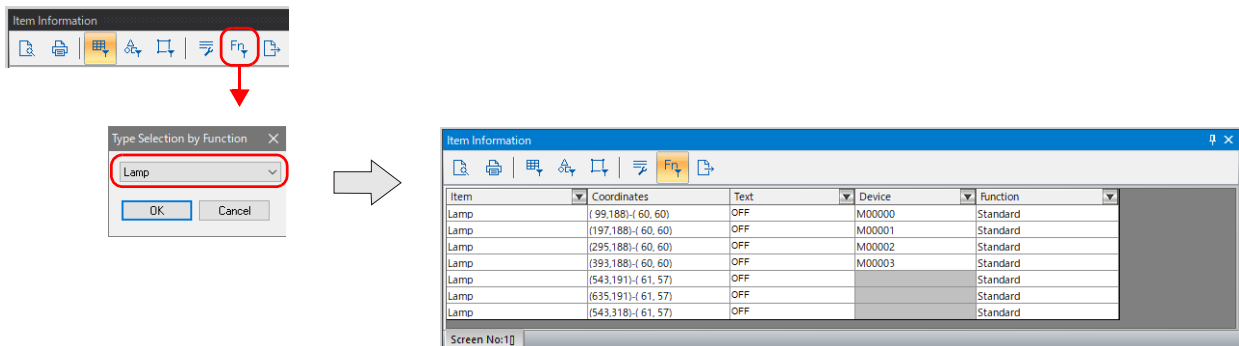 Item Information
Fn
Type Selection by Function
Lamp
OK Cancel
Item Information
Fn
Item Coordinates Text Device Function
Lamp ( 99,188)-( 60, 60) OFF M00000 Standard
Lamp (197,188)-( 60, 60) OFF M00001 Standard
Lamp (295,188)-( 60, 60) OFF M00002 Standard
Lamp (393,188)-( 60, 60) OFF M00003 Standard
Lamp (543,191)-( 61, 57) OFF Standard
Lamp (635,191)-( 61, 57) OFF Standard
Lamp (543,318)-( 61, 57) OFF Standard
Screen No:1[]